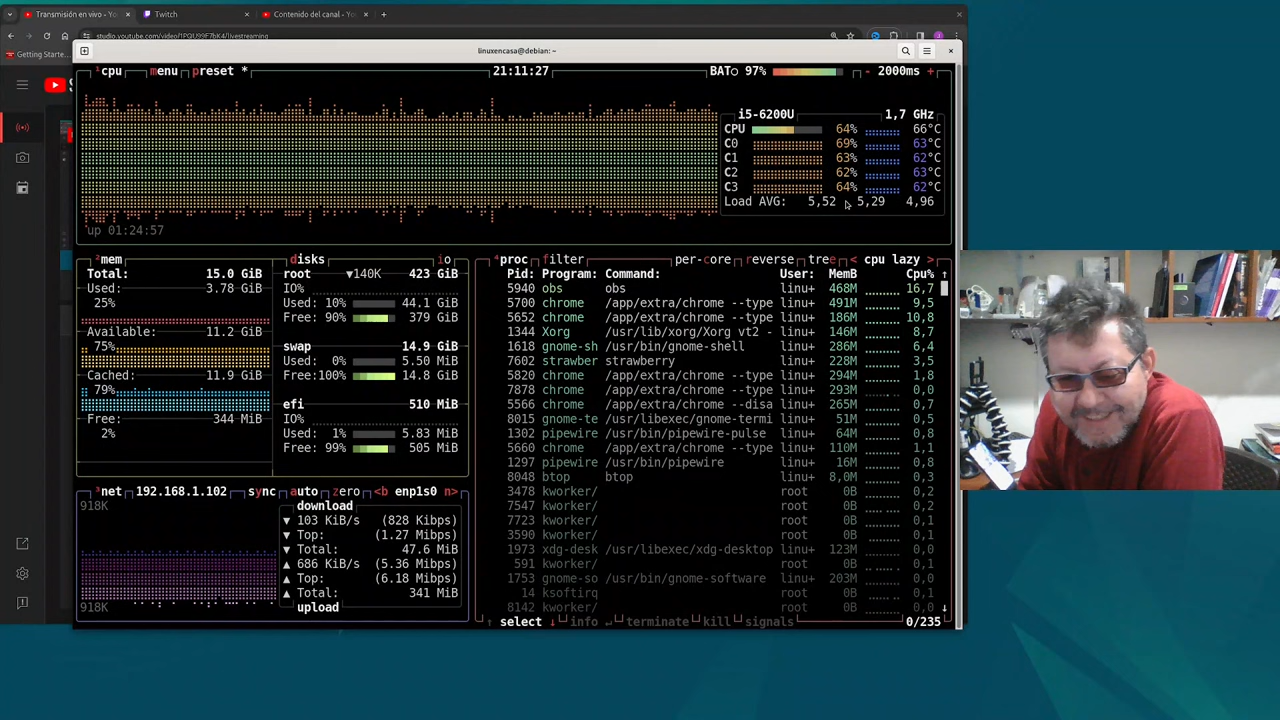 Transmisión en vivo - Yo
Twitch
Contenido del canal - Yo
studio.youtube.com/video/1PQU99F7bK4/livestreaming
Getting Starte...
linuxencasa@debian: ~
¹cpu menu preset * 21:11:27 BAT 97% - 2000ms +
i5-6200U 1,7 GHz
CPU 64% 66°C
C0 69% 63°C
C1 63% 62°C
C2 62% 63°C
C3 64% 62°C
Load AVG: 5,52 5,29 4,96
up 01:24:57
²mem
Total: 15.0 GiB
Used: 3.78 GiB
25%
Available: 11.2 GiB
75%
Cached: 11.9 GiB
79%
Free: 344 MiB
2%
disks io
root ▼140K 423 GiB
IO%
Used: 10% 44.1 GiB
Free: 90% 379 GiB
swap 14.9 GiB
Used: 0% 5.50 MiB
Free:100% 14.8 GiB
efi 510 MiB
IO%
Used: 1% 5.83 MiB
Free: 99% 505 MiB
³net 192.168.1.102 sync auto zero <b enp1s0 n>
918K
918K
download
▼ 103 KiB/s (828 Kibps)
▼ Top: (1.27 Mibps)
▼ Total: 47.6 MiB
▲ 686 KiB/s (5.36 Mibps)
▲ Top: (6.18 Mibps)
▲ Total: 341 MiB
upload
⁴proc filter per-core reverse tree < cpu lazy >
Pid: Program: Command: User: MemB Cpu% ↑
5940 obs obs linu+ 468M 16,7
5700 chrome /app/extra/chrome --type linu+ 491M 9,5
5652 chrome /app/extra/chrome --type linu+ 186M 10,8
1344 Xorg /usr/lib/xorg/Xorg vt2 - linu+ 146M 8,7
1618 gnome-sh /usr/bin/gnome-shell linu+ 286M 6,4
7602 strawber strawberry linu+ 228M 3,5
5820 chrome /app/extra/chrome --type linu+ 294M 1,8
7878 chrome /app/extra/chrome --type linu+ 293M 0,0
5566 chrome /app/extra/chrome --disa linu+ 265M 0,7
8015 gnome-te /usr/libexec/gnome-termi linu+ 51M 0,5
1302 pipewire /usr/bin/pipewire-pulse linu+ 64M 0,8
5660 chrome /app/extra/chrome --type linu+ 110M 1,1
1297 pipewire /usr/bin/pipewire linu+ 16M 0,8
8048 btop btop linu+ 8,0M 0,3
3478 kworker/ root 0B 0,2
7547 kworker/ root 0B 0,2
7723 kworker/ root 0B 0,1
3590 kworker/ root 0B 0,1
1973 xdg-desk /usr/libexec/xdg-desktop linu+ 123M 0,0
591 kworker/ root 0B 0,1
1753 gnome-so /usr/bin/gnome-software linu+ 203M 0,0
14 ksoftirq root 0B 0,1
8142 kworker/ root 0B 0,0 ↓
↑ select ↓ info ↵ terminate kill signals 0/235